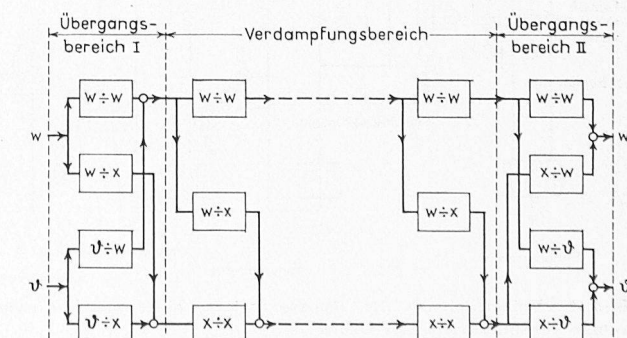 Übergangs-
bereich I
Verdampfungsbereich
Übergangs-
bereich II
w÷w
w÷w
w÷w
w÷w
w
w
w÷x
x÷w
w÷x
w÷x
ϑ÷w
w÷ϑ
ϑ
ϑ
ϑ÷x
x÷x
x÷x
x÷ϑ